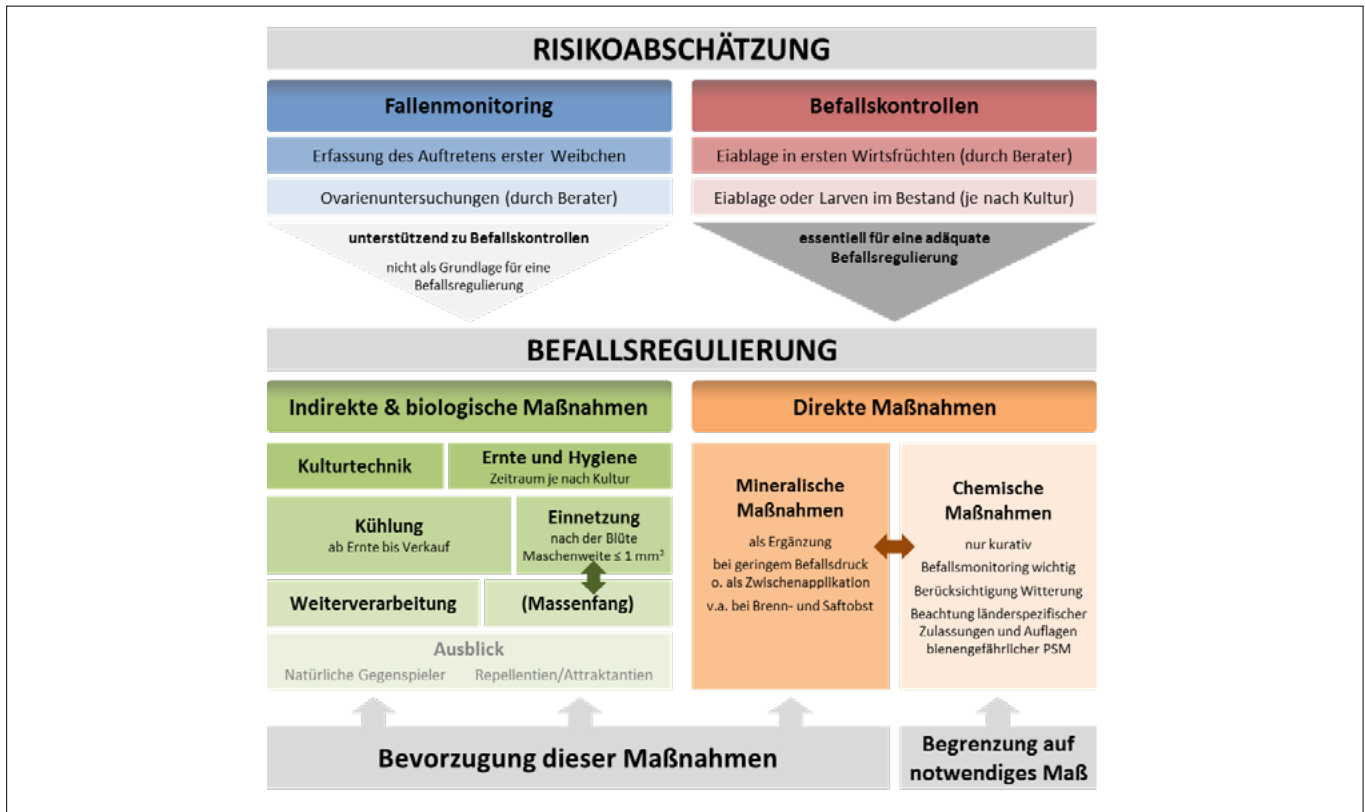 RISIKOABSCHÄTZUNG
Fallenmonitoring
Erfassung des Auftretens erster Weibchen
Ovarienuntersuchungen (durch Berater)
unterstützend zu Befallskontrollen
nicht als Grundlage für eine
Befallsregulierung
Befallskontrollen
Eiablage in ersten Wirtsfrüchten (durch Berater)
Eiablage oder Larven im Bestand (je nach Kultur)
essentiell für eine adäquate
Befallsregulierung
BEFALLSREGULIERUNG
Indirekte & biologische Maßnahmen
Kulturtechnik
Ernte und Hygiene
Zeitraum je nach Kultur
Kühlung
ab Ernte bis Verkauf
Einnetzung
nach der Blüte
Maschenweite ≤ 1 mm²
Weiterverarbeitung
(Massenfang)
Ausblick
Natürliche Gegenspieler
Repellentien/Attraktantien
Direkte Maßnahmen
Mineralische
Maßnahmen
als Ergänzung
bei geringem Befallsdruck
o. als Zwischenapplikation
v.a. bei Brenn- und Saftobst
Chemische
Maßnahmen
nur kurativ
Befallsmonitoring wichtig
Berücksichtigung Witterung
Beachtung länderspezifischer
Zulassungen und Auflagen
bienengefährlicher PSM
Bevorzugung dieser Maßnahmen
Begrenzung auf
notwendiges Maß